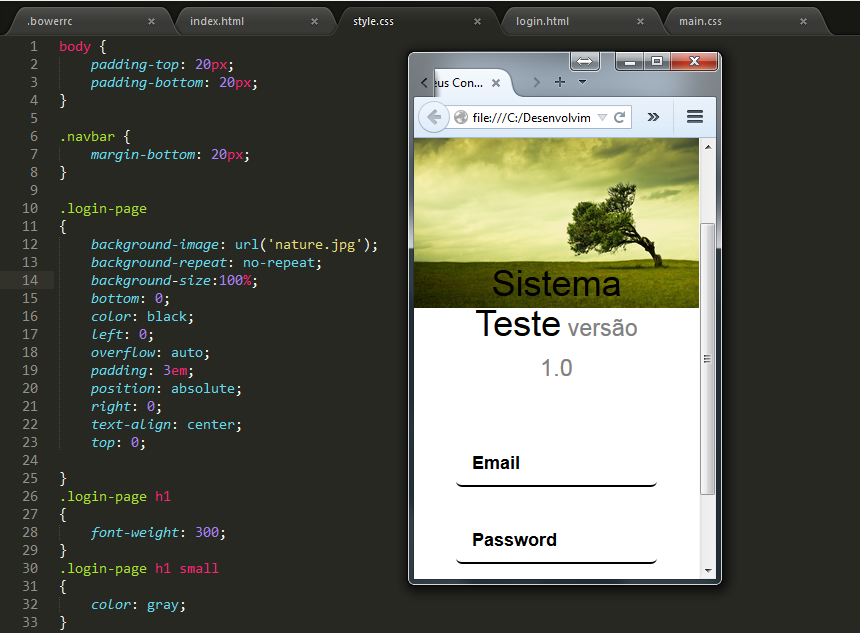 .bowerrc × index.html × style.css × login.html × main.css ×
1 body {
2 padding-top: 20px;
3 padding-bottom: 20px;
4 }
5
6 .navbar {
7 margin-bottom: 20px;
8 }
9
10 .login-page
11 {
12 background-image: url('nature.jpg');
13 background-repeat: no-repeat;
14 background-size:100%;
15 bottom: 0;
16 color: black;
17 left: 0;
18 overflow: auto;
19 padding: 3em;
20 position: absolute;
21 right: 0;
22 text-align: center;
23 top: 0;
24
25 }
26 .login-page h1
27 {
28 font-weight: 300;
29 }
30 .login-page h1 small
31 {
32 color: gray;
33 }
eus Con... ×
file:///C:/Desenvolvim
Sistema
Teste versão
1.0
Email
Password